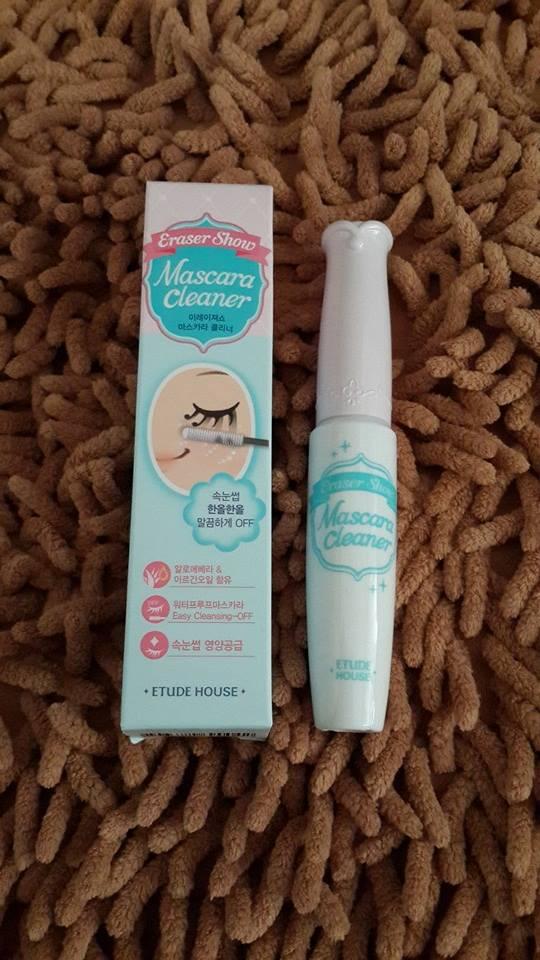 Eraser Show
Mascara
Cleaner
이레이져쇼
마스카라 클리너
속눈썹
한올한올
말끔하게 OFF
알로에베라 &
아르간오일 함유
워터프루프마스카라
Easy Cleansing-OFF
속눈썹 영양공급
ETUDE HOUSE
Eraser Show
Mascara
Cleaner
ETUDE
HOUSE